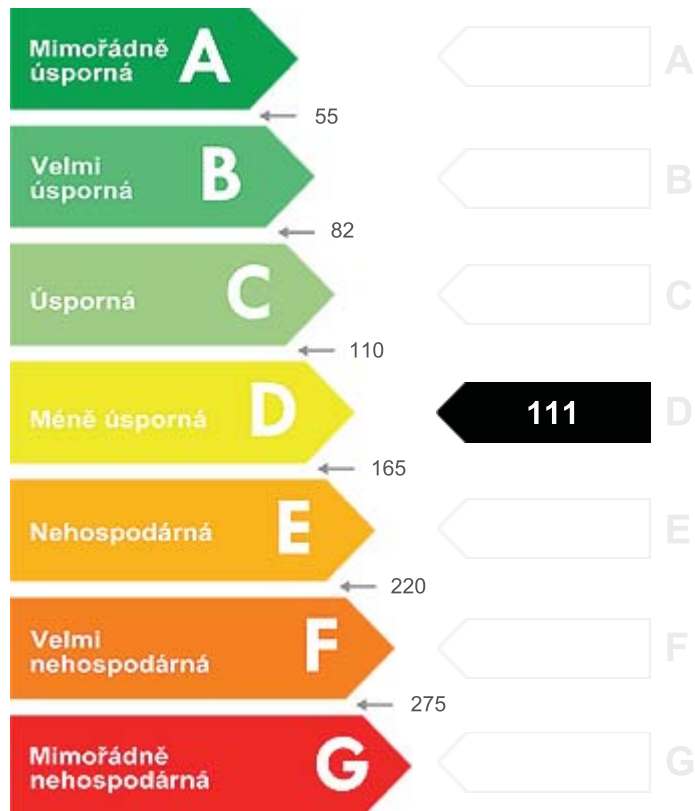 Mimořádně
úsporná
A
A
55
Velmi
úsporná
B
B
82
Úsporná
C
C
110
Méně úsporná
D
111
D
165
Nehospodárná
E
E
220
Velmi
nehospodárná
F
F
275
Mimořádně
nehospodárná
G
G